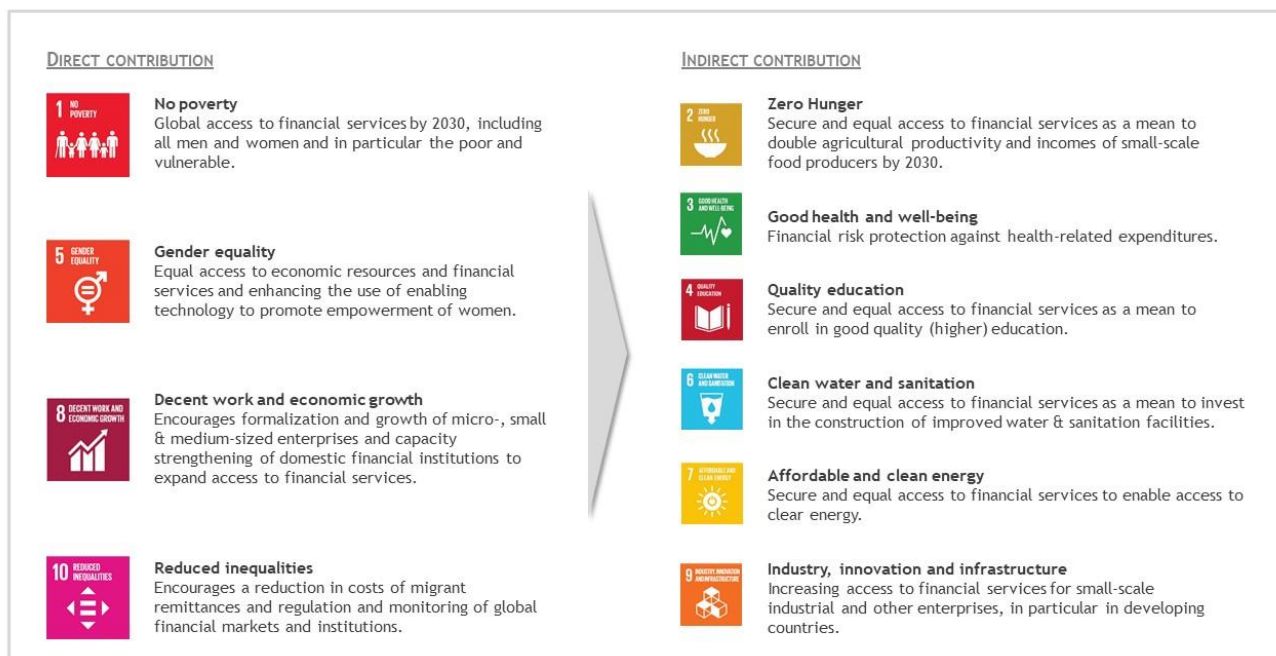 DIRECT CONTRIBUTION
1 NO
POVERTY
No poverty
Global access to financial services by 2030, including
all men and women and in particular the poor and
vulnerable.
5 GENDER
EQUALITY
Gender equality
Equal access to economic resources and financial
services and enhancing the use of enabling
technology to promote empowerment of women.
8 DECENT WORK AND
ECONOMIC GROWTH
Decent work and economic growth
Encourages formalization and growth of micro-, small
& medium-sized enterprises and capacity
strengthening of domestic financial institutions to
expand access to financial services.
10 REDUCED
INEQUALITIES
Reduced inequalities
Encourages a reduction in costs of migrant
remittances and regulation and monitoring of global
financial markets and institutions.
INDIRECT CONTRIBUTION
2 ZERO
HUNGER
Zero Hunger
Secure and equal access to financial services as a mean to
double agricultural productivity and incomes of small-scale
food producers by 2030.
3 GOOD HEALTH
AND WELL-BEING
Good health and well-being
Financial risk protection against health-related expenditures.
4 QUALITY
EDUCATION
Quality education
Secure and equal access to financial services as a mean to
enroll in good quality (higher) education.
6 CLEAN WATER
AND SANITATION
Clean water and sanitation
Secure and equal access to financial services as a mean to invest
in the construction of improved water & sanitation facilities.
7 AFFORDABLE AND
CLEAN ENERGY
Affordable and clean energy
Secure and equal access to financial services to enable access to
clear energy.
9 INDUSTRY, INNOVATION
AND INFRASTRUCTURE
Industry, innovation and infrastructure
Increasing access to financial services for small-scale
industrial and other enterprises, in particular in developing
countries.